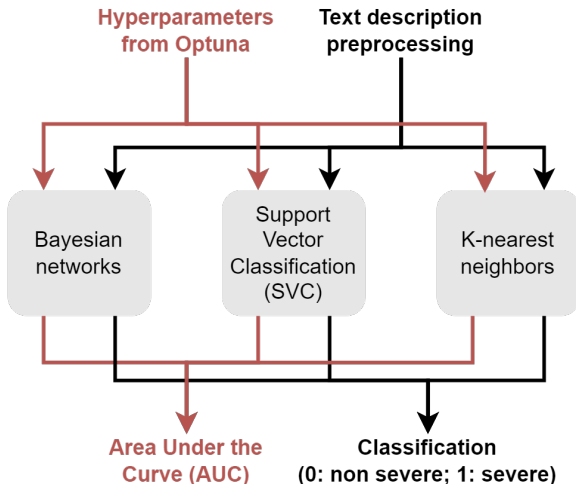 Hyperparameters
from Optuna
Text description
preprocessing
Bayesian
networks
Support
Vector
Classification
(SVC)
K-nearest
neighbors
Area Under the
Curve (AUC)
Classification
(0: non severe; 1: severe)